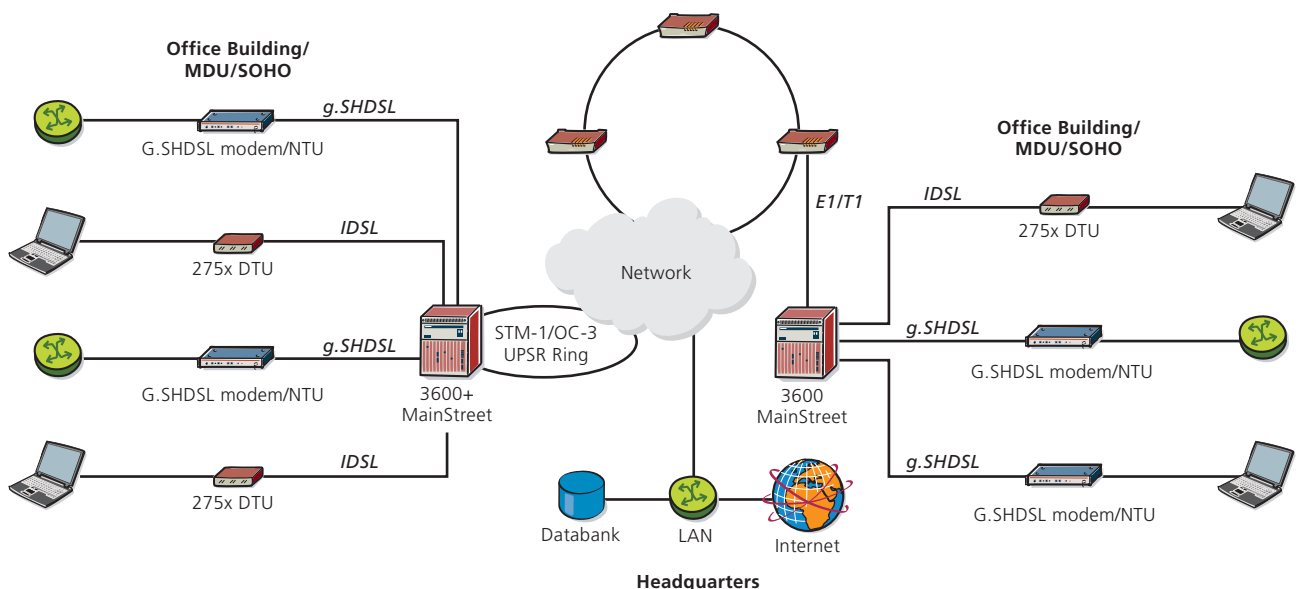 Office Building/
MDU/SOHO
g.SHDSL
G.SHDSL modem/NTU
IDSL
275x DTU
g.SHDSL
G.SHDSL modem/NTU
IDSL
275x DTU
3600+
MainStreet
STM-1/OC-3
UPSR Ring
Network
E1/T1
3600
MainStreet
Office Building/
MDU/SOHO
IDSL
275x DTU
g.SHDSL
G.SHDSL modem/NTU
g.SHDSL
G.SHDSL modem/NTU
Databank
LAN
Internet
Headquarters